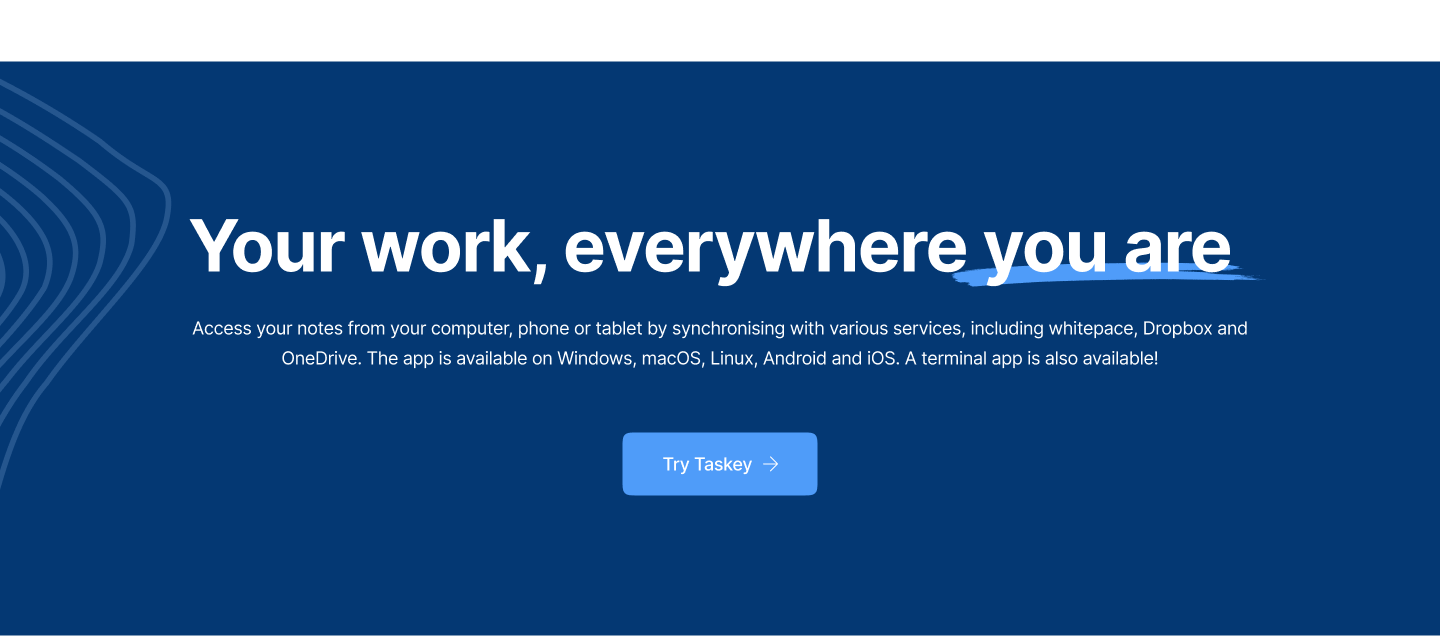 Your work, everywhere you are
Access your notes from your computer, phone or tablet by synchronising with various services, including whitepace, Dropbox and
OneDrive. The app is available on Windows, macOS, Linux, Android and iOS. A terminal app is also available!
Try Taskey →